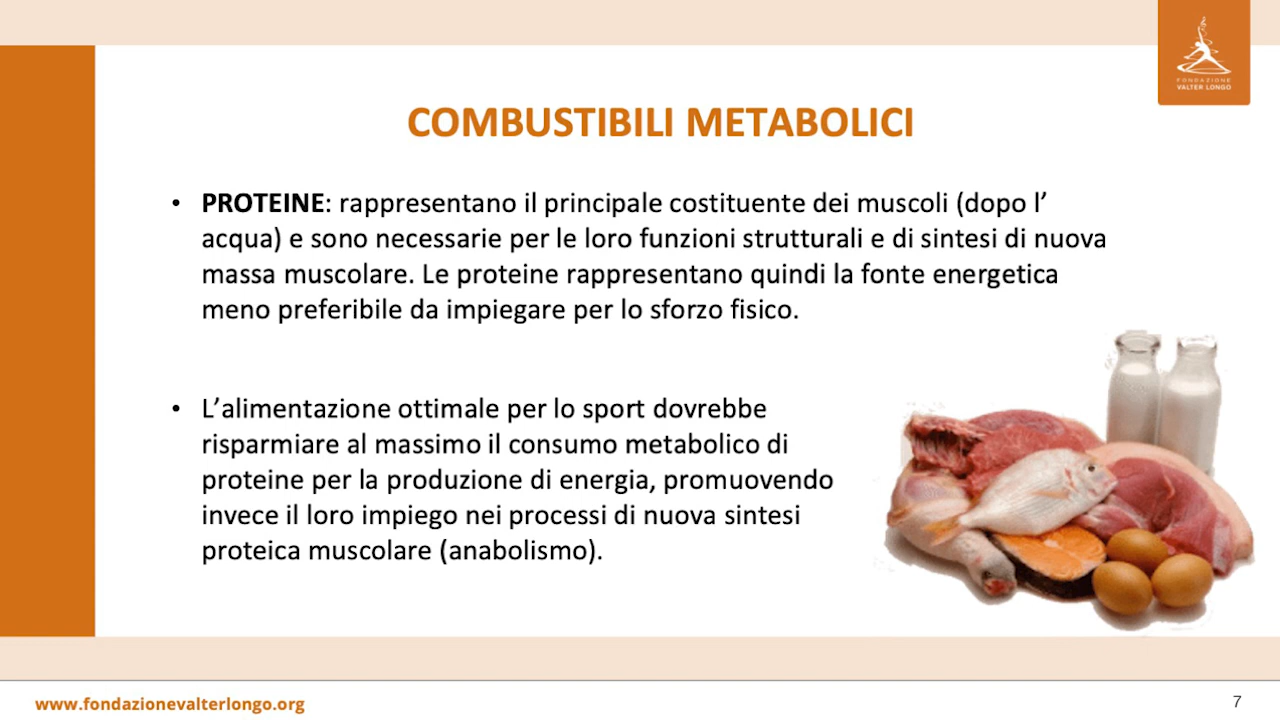 FONDAZIONE
VALTER LONGO
COMBUSTIBILI METABOLICI
• PROTEINE: rappresentano il principale costituente dei muscoli (dopo l’
acqua) e sono necessarie per le loro funzioni strutturali e di sintesi di nuova
massa muscolare. Le proteine rappresentano quindi la fonte energetica
meno preferibile da impiegare per lo sforzo fisico.
• L’alimentazione ottimale per lo sport dovrebbe
risparmiare al massimo il consumo metabolico di
proteine per la produzione di energia, promuovendo
invece il loro impiego nei processi di nuova sintesi
proteica muscolare (anabolismo).
www.fondazionevalterlongo.org
7